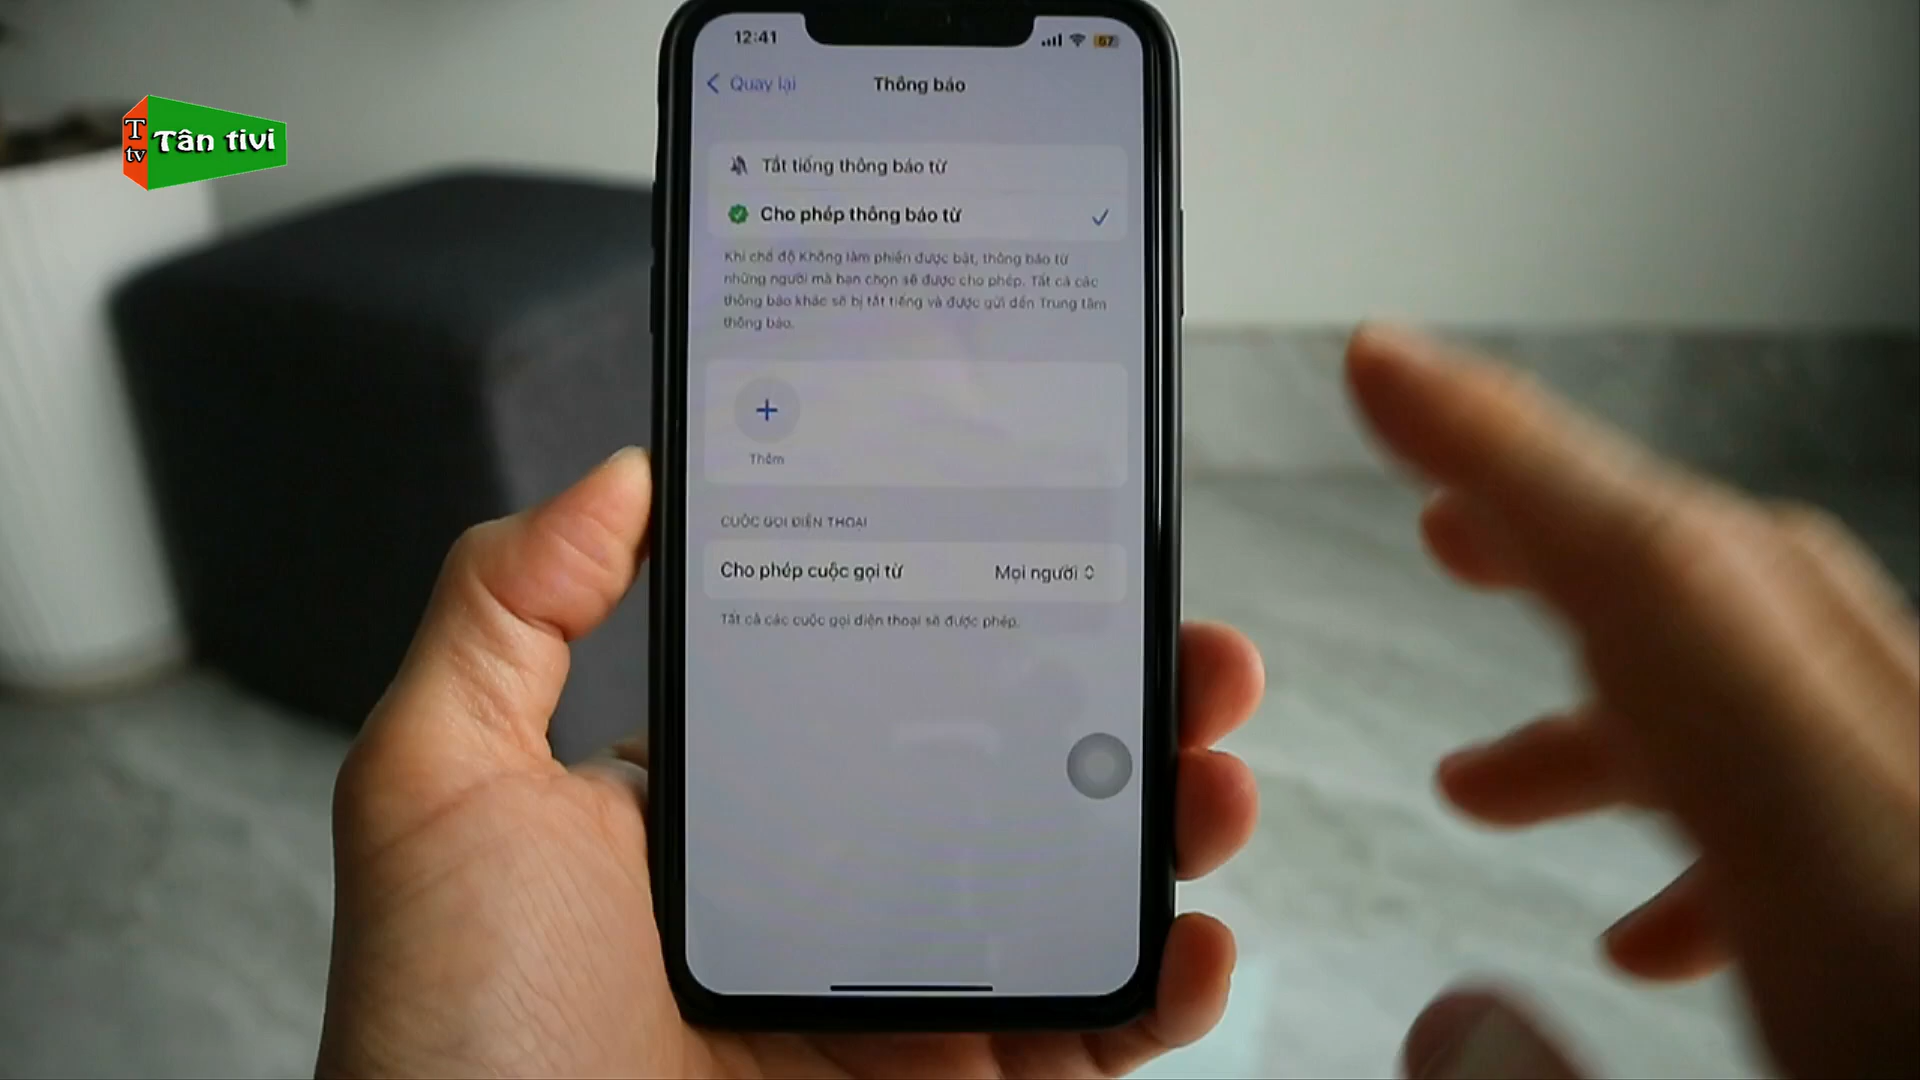 12:41
67
Quay lại
Thông báo
T
tv
Tân tivi
Tắt tiếng thông báo từ
Cho phép thông báo từ
Khi chế độ Không làm phiền được bật, thông báo từ
những người mà bạn chọn sẽ được cho phép. Tất cả các
thông báo khác sẽ bị tắt tiếng và được gửi đến Trung tâm
thông báo.
Thêm
CUỘC GỌI ĐIỆN THOẠI
Cho phép cuộc gọi từ
Mọi người
Tất cả các cuộc gọi điện thoại sẽ được phép.